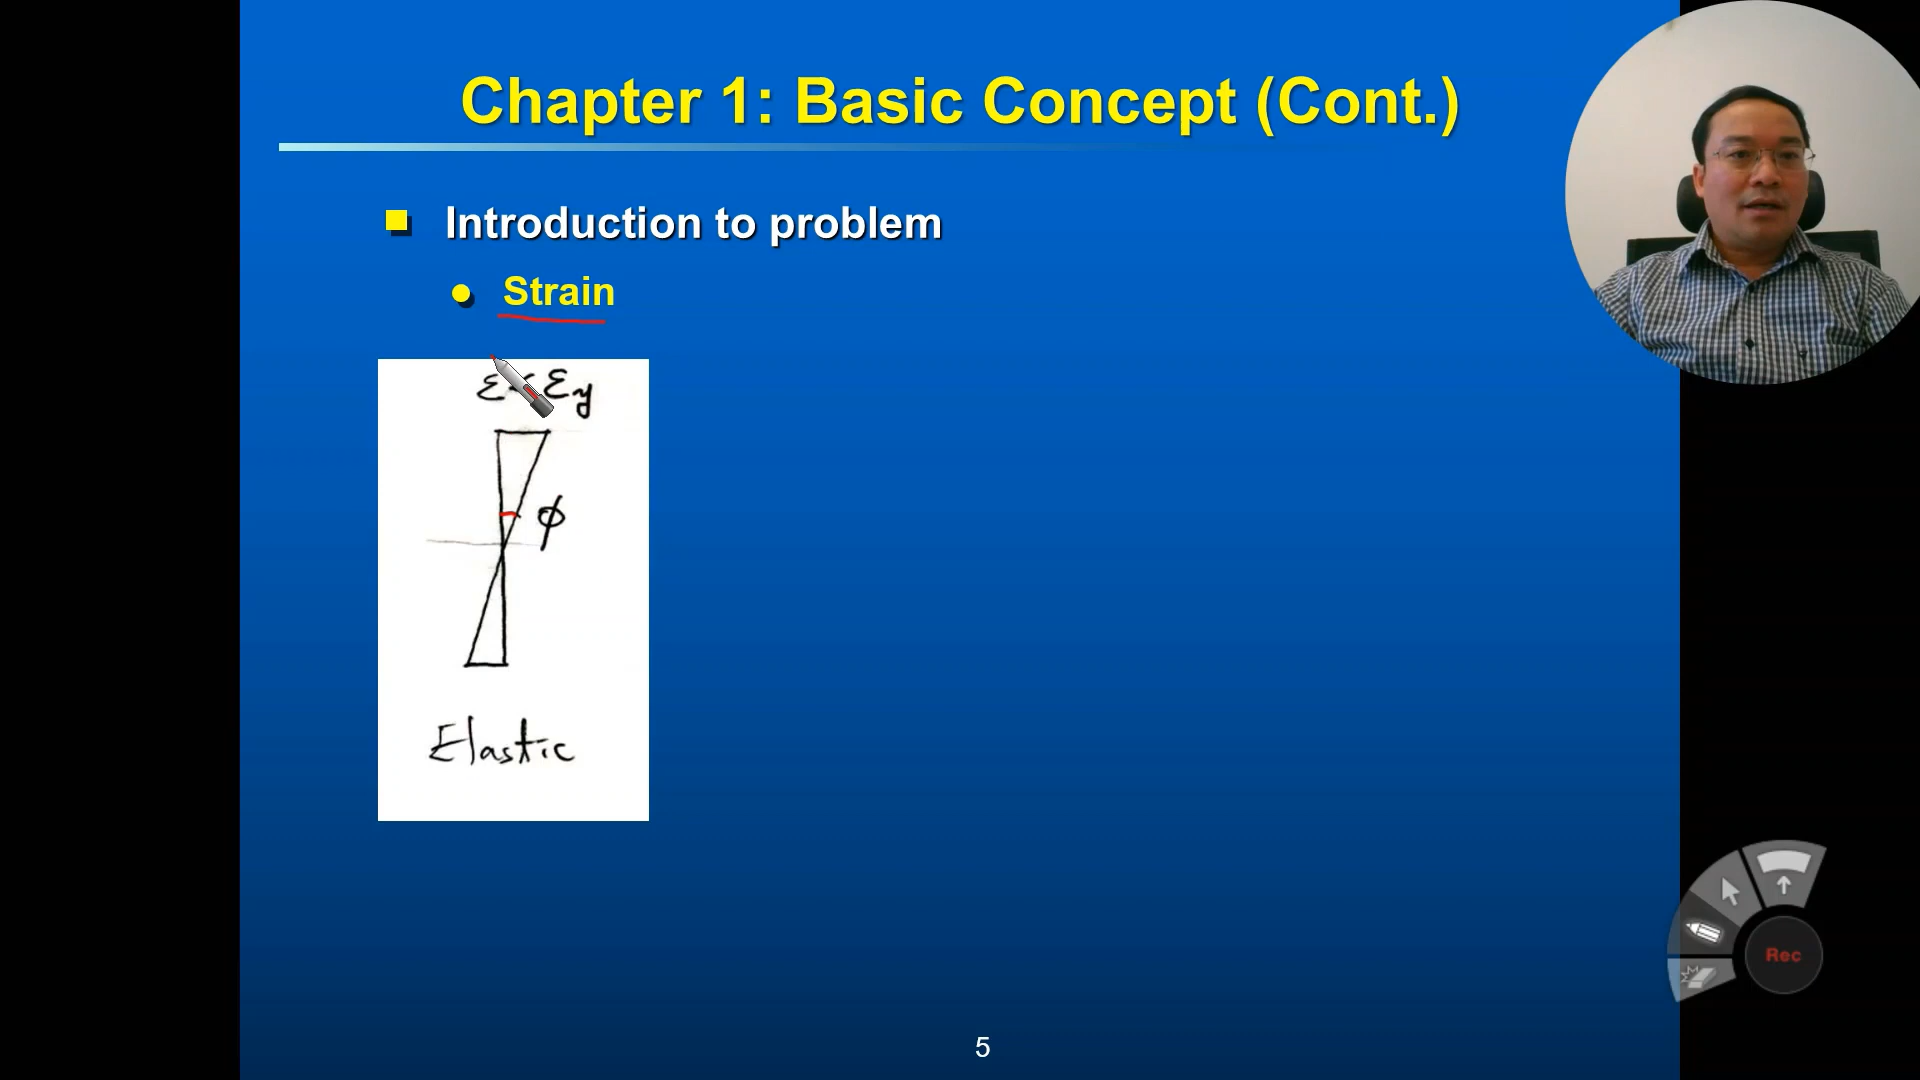 Chapter 1: Basic Concept (Cont.)
Introduction to problem
Strain
ε < εy
ϕ
Elastic
Rec
5